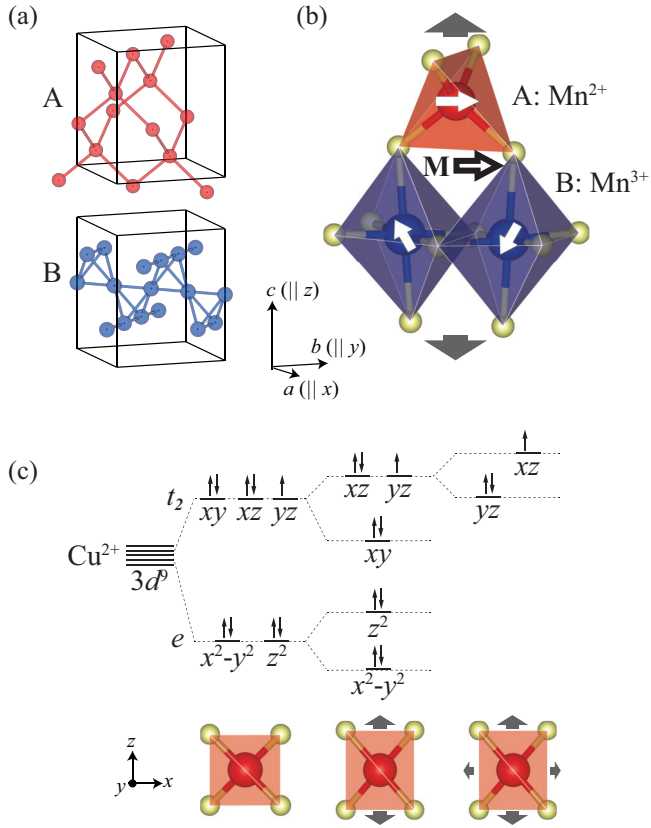 (a)
A
B
c (|| z)
b (|| y)
a (|| x)
(b)
A: Mn²⁺
M
B: Mn³⁺
(c)
t₂
xy xz yz
xz yz
xz
yz
xy
Cu²⁺
3d⁹
e
x²-y² z²
z²
x²-y²
z
y x